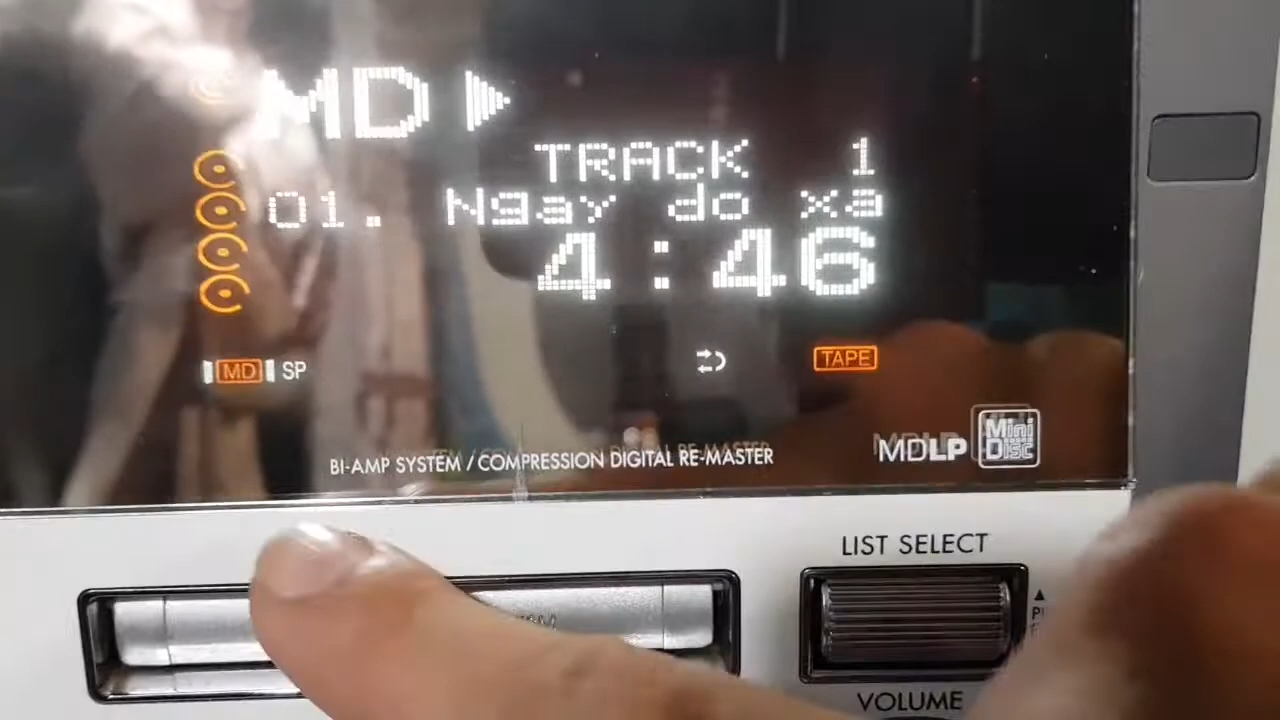 MD
TRACK 1
01. Ngay do xa
4:46
MD SP
TAPE
BI-AMP SYSTEM / COMPRESSION DIGITAL RE-MASTER
MDLP Mini Disc
LIST SELECT
VOLUME